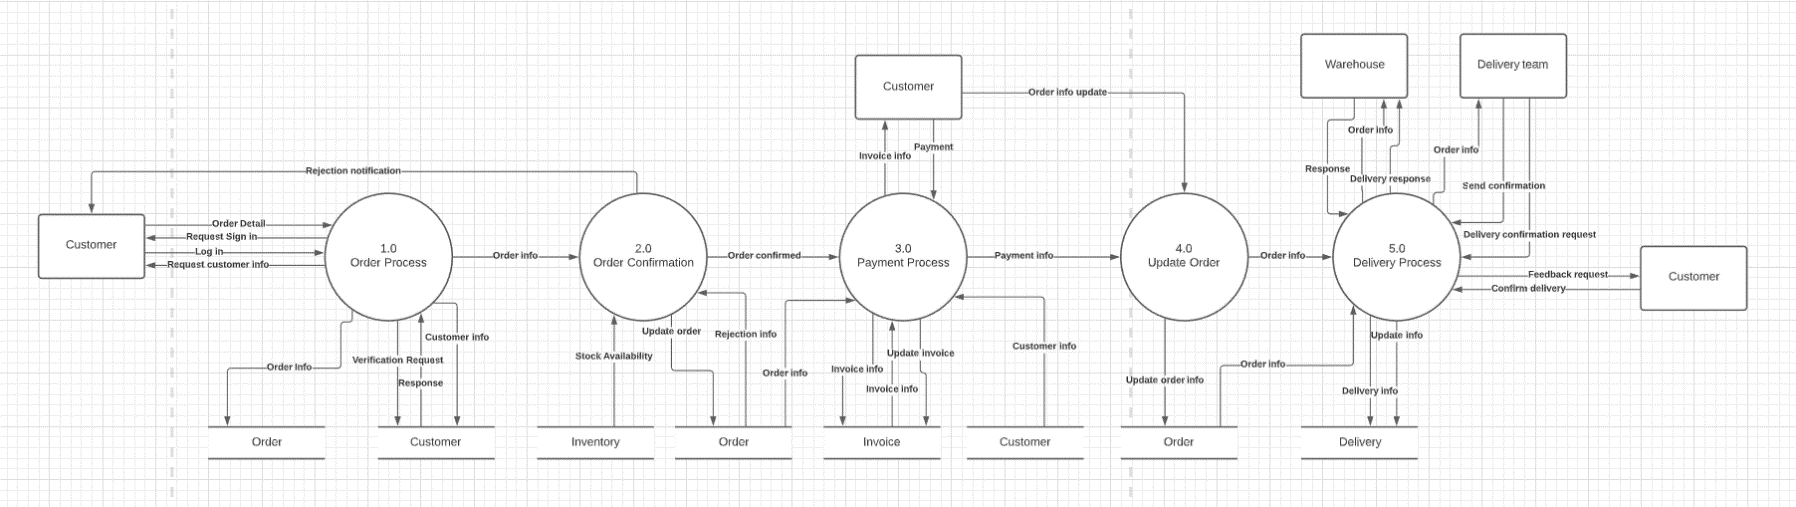 Warehouse
Delivery team
Customer
Order info update
Order info
Payment
Invoice info
Order info
Rejection notification
Response
Delivery response
Send confirmation
Customer
Order Detail
Request Sign in
Log in
Request customer info
1.0
Order Process
Order info
2.0
Order Confirmation
Order confirmed
3.0
Payment Process
Payment info
4.0
Update Order
Order info
5.0
Delivery Process
Delivery confirmation request
Feedback request
Confirm delivery
Customer
Customer info
Update order
Rejection info
Update info
Order Info
Verification Request
Response
Stock Availability
Order info
Invoice info
Update invoice
Invoice info
Customer info
Update order info
Order info
Delivery info
Order
Customer
Inventory
Order
Invoice
Customer
Order
Delivery